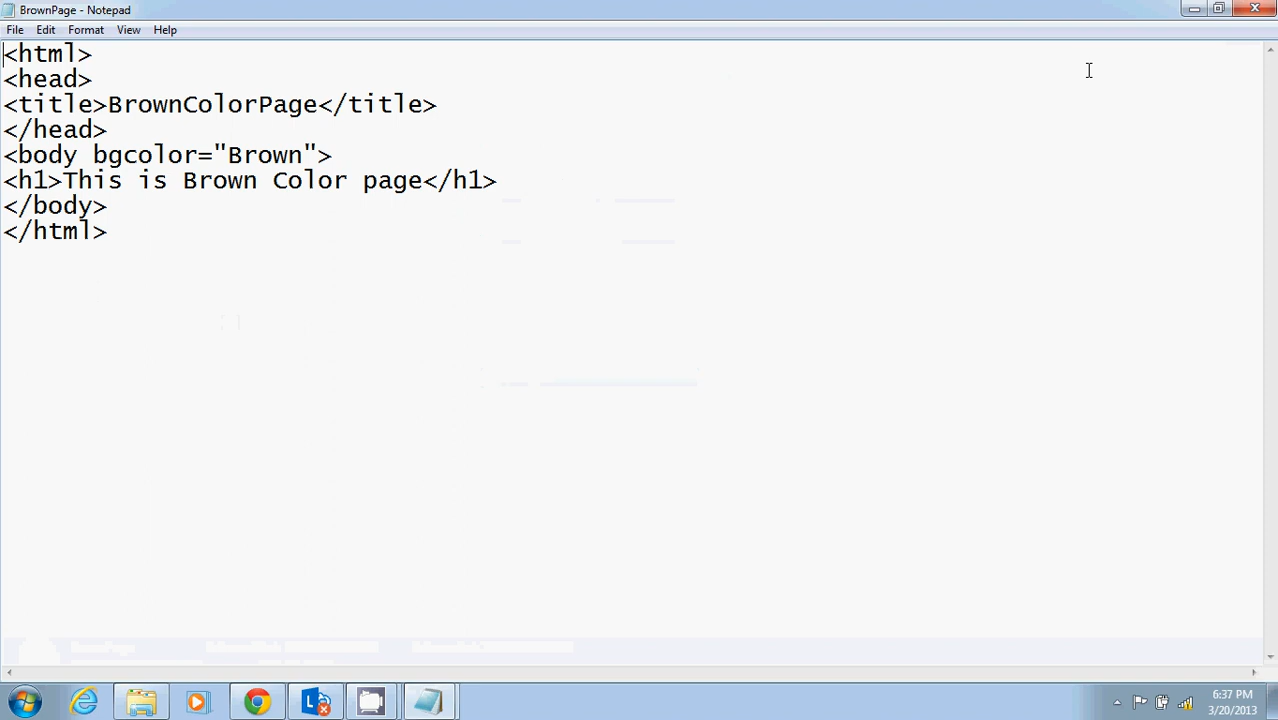 BrownPage - Notepad
File Edit Format View Help
<html>
<head>
<title>BrownColorPage</title>
</head>
<body bgcolor="Brown">
<h1>This is Brown Color page</h1>
</body>
</html>
6:37 PM
3/20/2013